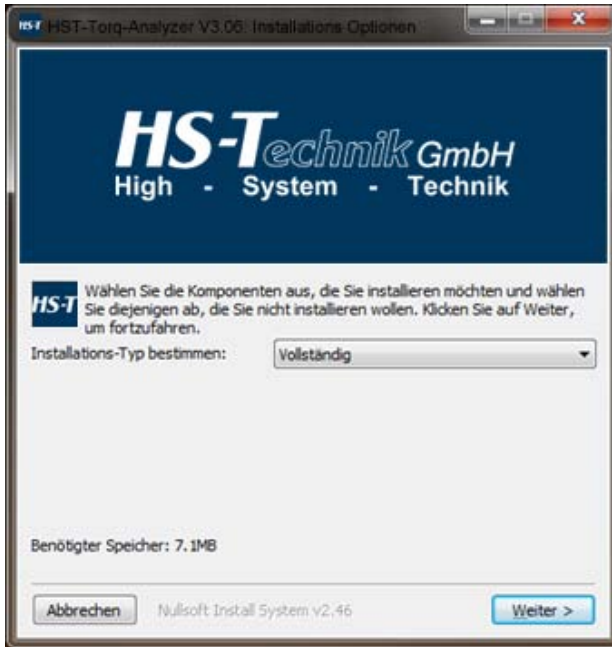 HS-T HST-Torq-Analyzer V3.06: Installations Optionen
HS-Technik GmbH
High - System - Technik
HS-T
Wählen Sie die Komponenten aus, die Sie installieren möchten und wählen
Sie diejenigen ab, die Sie nicht installieren wollen. Klicken Sie auf Weiter,
um fortzufahren.
Installations-Typ bestimmen: Vollständig
Benötigter Speicher: 7.1MB
Abbrechen Nullsoft Install System v2.46 Weiter >